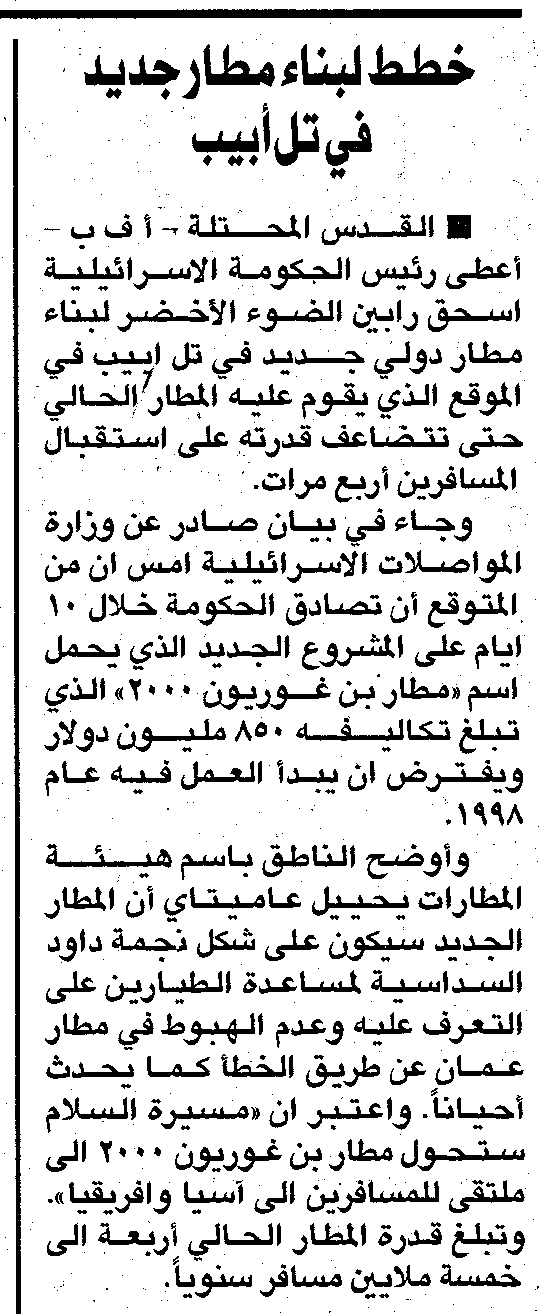 خطط لبناء مطار جديد
في تل أبيب
■ القدس المحتلة - أ ف ب -
أعطى رئيس الحكومة الاسرائيلية
اسحق رابين الضوء الأخضر لبناء
مطار دولي جديد في تل ابيب في
الموقع الذي يقوم عليه المطار الحالي
حتى تتضاعف قدرته على استقبال
المسافرين أربع مرات.
وجاء في بيان صادر عن وزارة
المواصلات الاسرائيلية امس ان من
المتوقع أن تصادق الحكومة خلال ١٠
ايام على المشروع الجديد الذي يحمل
اسم «مطار بن غوريون ٢٠٠٠» الذي
تبلغ تكاليفه ٨٥٠ مليون دولار
ويفترض ان يبدأ العمل فيه عام
١٩٩٨.
وأوضح الناطق باسم هيئة
المطارات يحييل عاميتاي أن المطار
الجديد سيكون على شكل نجمة داود
السداسية لمساعدة الطيارين على
التعرف عليه وعدم الهبوط في مطار
عمان عن طريق الخطأ كما يحدث
أحياناً. واعتبر ان «مسيرة السلام
ستحول مطار بن غوريون ٢٠٠٠ الى
ملتقى للمسافرين الى آسيا وافريقيا».
وتبلغ قدرة المطار الحالي أربعة الى
خمسة ملايين مسافر سنوياً.